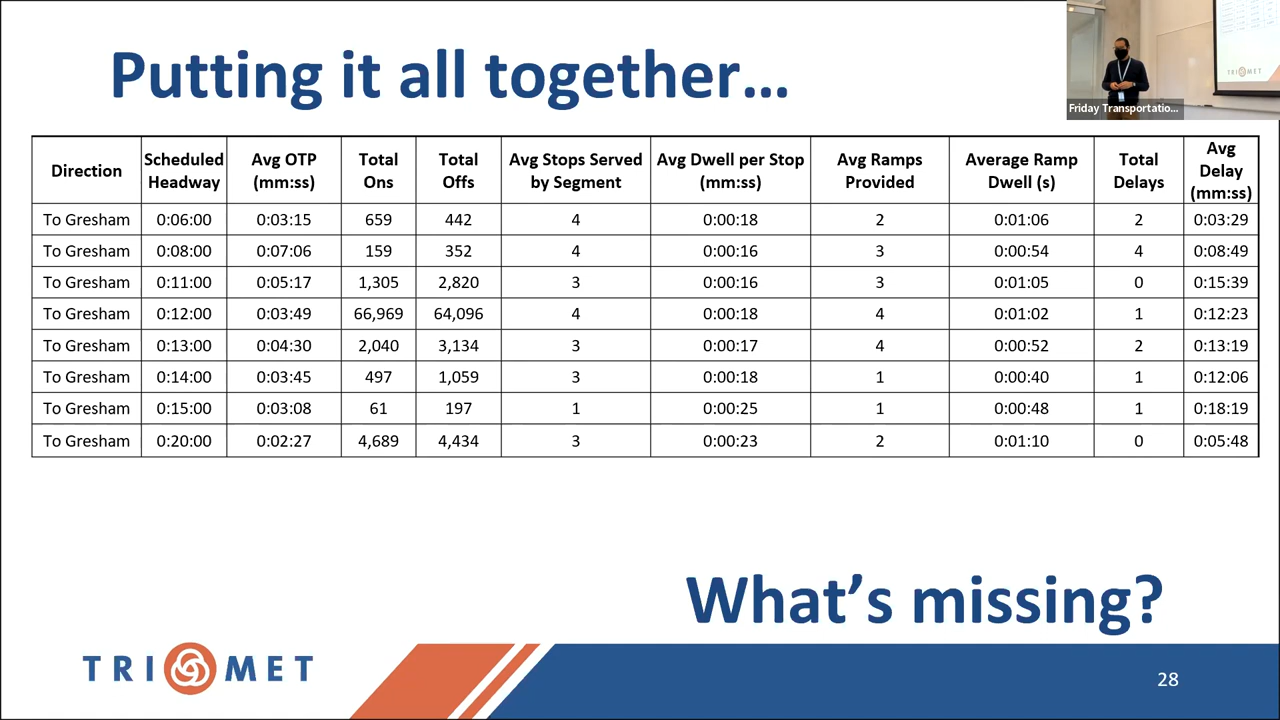 Putting it all together...
Friday Transportatio...
TRIMET
Direction Scheduled Headway Avg OTP (mm:ss) Total Ons Total Offs Avg Stops Served by Segment Avg Dwell per Stop (mm:ss) Avg Ramps Provided Average Ramp Dwell (s) Total Delays Avg Delay (mm:ss)
To Gresham 0:06:00 0:03:15 659 442 4 0:00:18 2 0:01:06 2 0:03:29
To Gresham 0:08:00 0:07:06 159 352 4 0:00:16 3 0:00:54 4 0:08:49
To Gresham 0:11:00 0:05:17 1,305 2,820 3 0:00:16 3 0:01:05 0 0:15:39
To Gresham 0:12:00 0:03:49 66,969 64,096 4 0:00:18 4 0:01:02 1 0:12:23
To Gresham 0:13:00 0:04:30 2,040 3,134 3 0:00:17 4 0:00:52 2 0:13:19
To Gresham 0:14:00 0:03:45 497 1,059 3 0:00:18 1 0:00:40 1 0:12:06
To Gresham 0:15:00 0:03:08 61 197 1 0:00:25 1 0:00:48 1 0:18:19
To Gresham 0:20:00 0:02:27 4,689 4,434 3 0:00:23 2 0:01:10 0 0:05:48
What's missing?
TRIMET
28